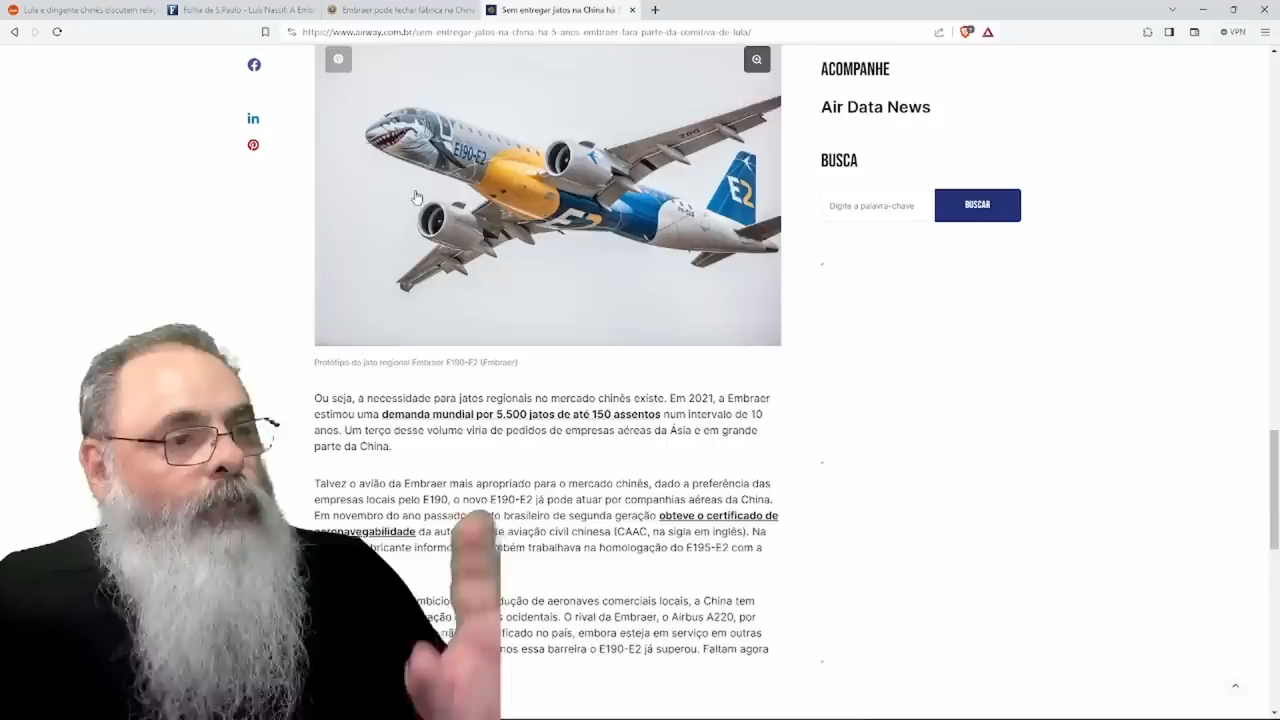 Lula e dirigente chinês discutem rela
Folha de S.Paulo - Luís Nassif: A Embr
Embraer pode fechar fábrica na China
Sem entregar jatos na China há 5
https://www.airway.com.br/sem-entregar-jatos-na-china-ha-5-anos-embraer-fara-parte-da-comitiva-de-lula/
VPN
ACOMPANHE
Air Data News
BUSCA
Digite a palavra-chave
BUSCAR
E190-E2
E2
Protótipo do jato regional Embraer E190-E2 (Embraer)
Ou seja, a necessidade para jatos regionais no mercado chinês existe. Em 2021, a Embraer
estimou uma demanda mundial por 5.500 jatos de até 150 assentos num intervalo de 10
anos. Um terço desse volume viria de pedidos de empresas aéreas da Ásia e em grande
parte da China.
Talvez o avião da Embraer mais apropriado para o mercado chinês, dado a preferência das
empresas locais pelo E190, o novo E190-E2 já pode atuar por companhias aéreas da China.
Em novembro do ano passado to brasileiro de segunda geração obteve o certificado de
aeronavegabilidade da aut e aviação civil chinesa (CAAC, na sigla em inglês). Na
bricante informo mbém trabalhava na homologação do E195-E2 com a
mbicio dução de aeronaves comerciais locais, a China tem
ação ocidentais. O rival da Embraer, o Airbus A220, por
ficado no país, embora esteja em serviço em outras
nos essa barreira o E190-E2 já superou. Faltam agora